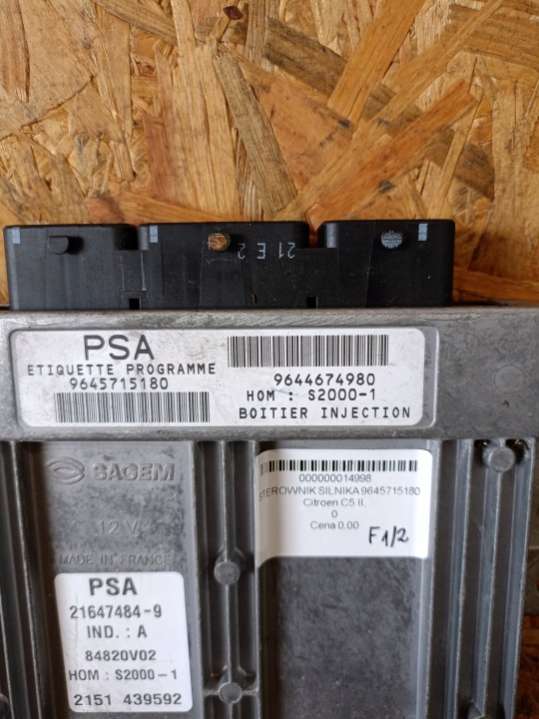 21 E 2
PSA
ETIQUETTE PROGRAMME
9645715180
9644674980
HOM : S2000-1
BOITIER INJECTION
SAGEM
12 V
MADE IN FRANCE
000000014998
STEROWNIK SILNIKA 9645715180
Citroen C5 II,
0
Cena 0.00
F1/2
PSA
21647484-9
IND. : A
84820V02
HOM : S2000-1
2151 439592